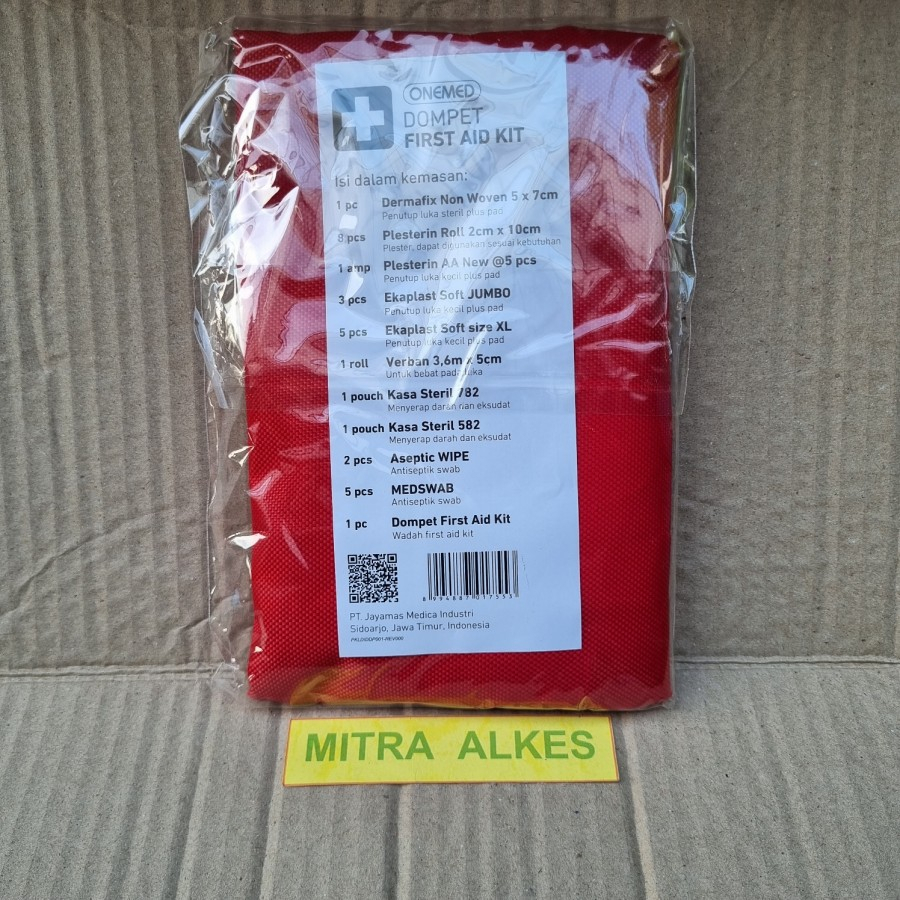 ONEMED
DOMPET
FIRST AID KIT
Isi dalam kemasan:
1 pc Dermafix Non Woven 5 x 7cm
Penutup luka steril plus pad
8 pcs Plesterin Roll 2cm x 10cm
Plester, dapat digunakan sesuai kebutuhan
1 amp Plesterin AA New @5 pcs
Penutup luka kecil plus pad
3 pcs Ekaplast Soft JUMBO
Penutup luka kecil plus pad
5 pcs Ekaplast Soft size XL
Penutup luka kecil plus pad
1 roll Verban 3,6m x 5cm
Untuk bebat pada luka
1 pouch Kasa Steril 782
Menyerap darah dan eksudat
1 pouch Kasa Steril 582
Menyerap darah dan eksudat
2 pcs Aseptic WIPE
Antiseptik swab
5 pcs MEDSWAB
Antiseptik swab
1 pc Dompet First Aid Kit
Wadah first aid kit
8 994887 017553
PT. Jayamas Medica Industri
Sidoarjo, Jawa Timur, Indonesia
MITRA ALKES